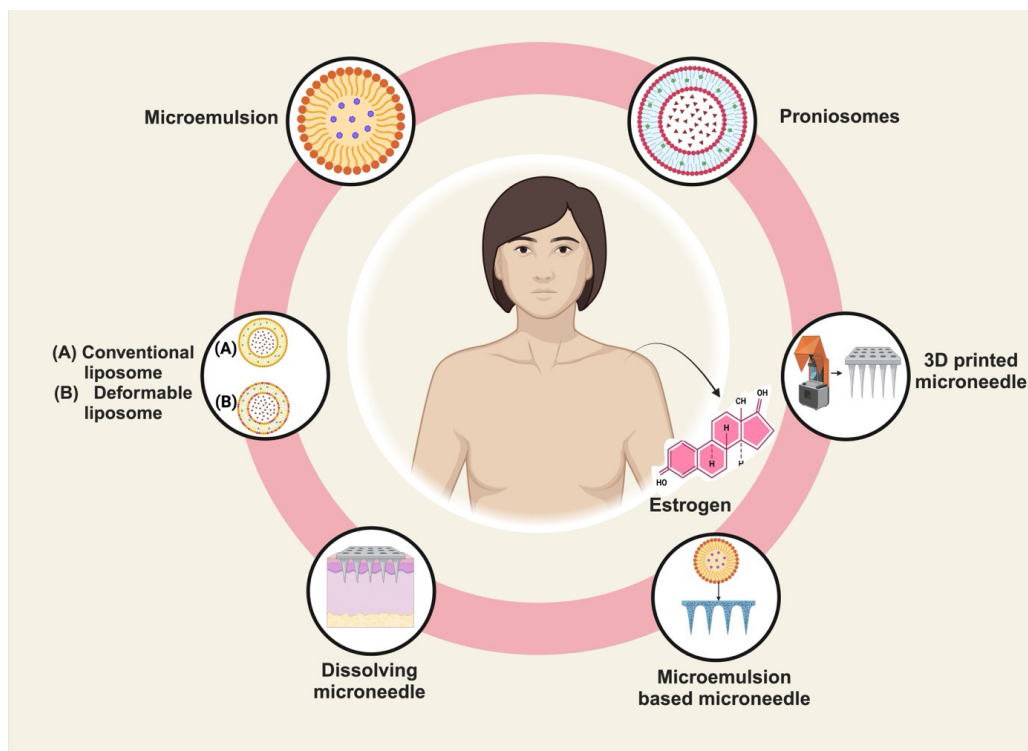 Microemulsion
Proniosomes
(A) Conventional
liposome
(B) Deformable
liposome
(A)
(B)
3D printed
microneedle
CH
OH
H
H
H
HO
Estrogen
Dissolving
microneedle
Microemulsion
based microneedle